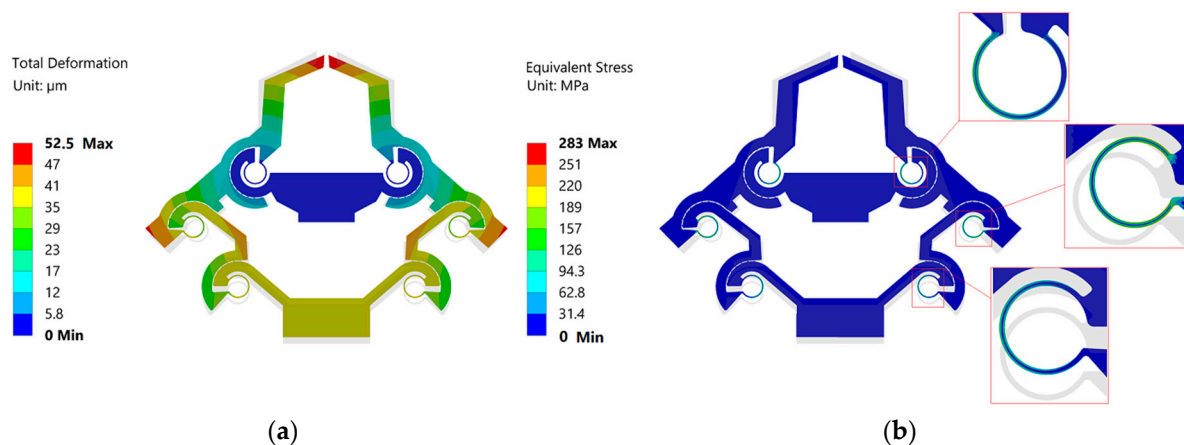 Total Deformation
Unit: µm
52.5 Max
47
41
35
29
23
17
12
5.8
0 Min
(a)
Equivalent Stress
Unit: MPa
283 Max
251
220
189
157
126
94.3
62.8
31.4
0 Min
(b)